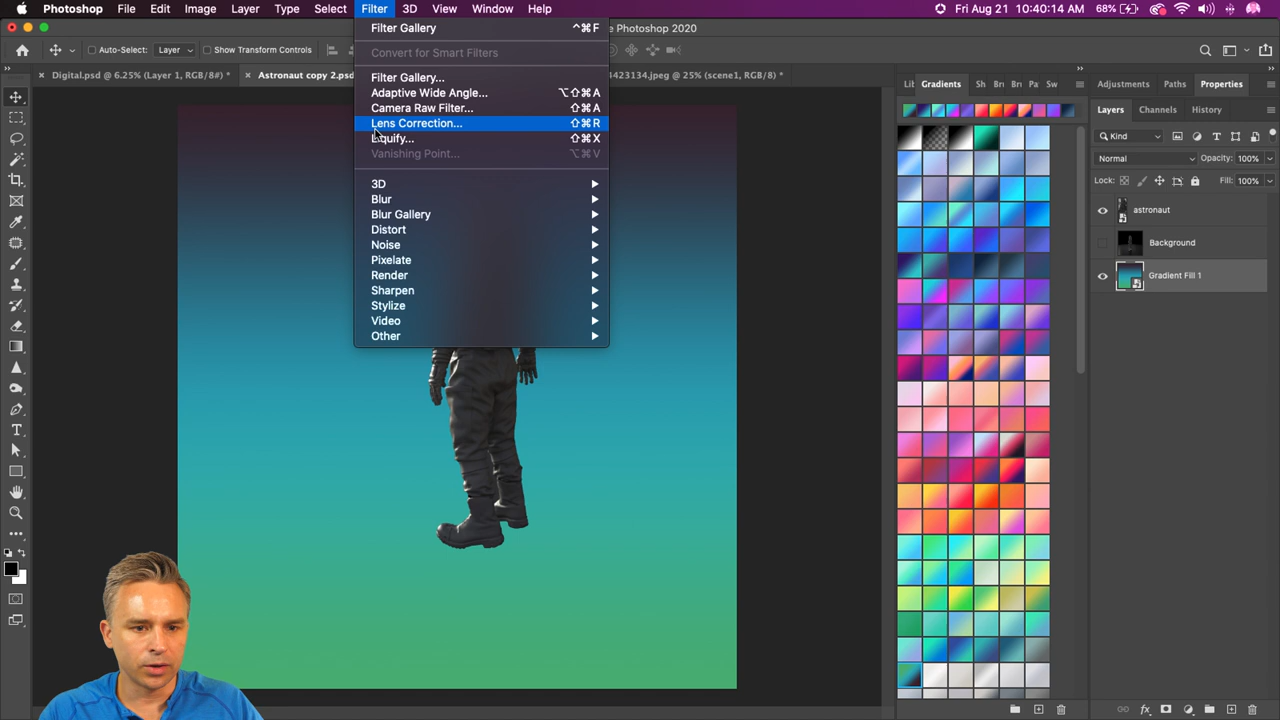 Photoshop File Edit Image Layer Type Select Filter 3D View Window Help 68% Fri Aug 21 10:40:14 AM
e Photoshop 2020
Auto-Select: Layer Show Transform Controls
Digital.psd @ 6.25% (Layer 1, RGB/8#) * Astronaut copy 2.psd 4423134.jpeg @ 25% (scene1, RGB/8) *
Filter Gallery ^⌘F
Convert for Smart Filters
Filter Gallery...
Adaptive Wide Angle... ⌥⇧⌘A
Camera Raw Filter... ⇧⌘A
Lens Correction... ⇧⌘R
Liquify... ⇧⌘X
Vanishing Point... ⌥⌘V
3D
Blur
Blur Gallery
Distort
Noise
Pixelate
Render
Sharpen
Stylize
Video
Other
Gradients Sh Br Br Pa Sw
Adjustments Paths Properties
Layers Channels History
Kind
Normal Opacity: 100%
Lock: Fill: 100%
astronaut
Background
Gradient Fill 1